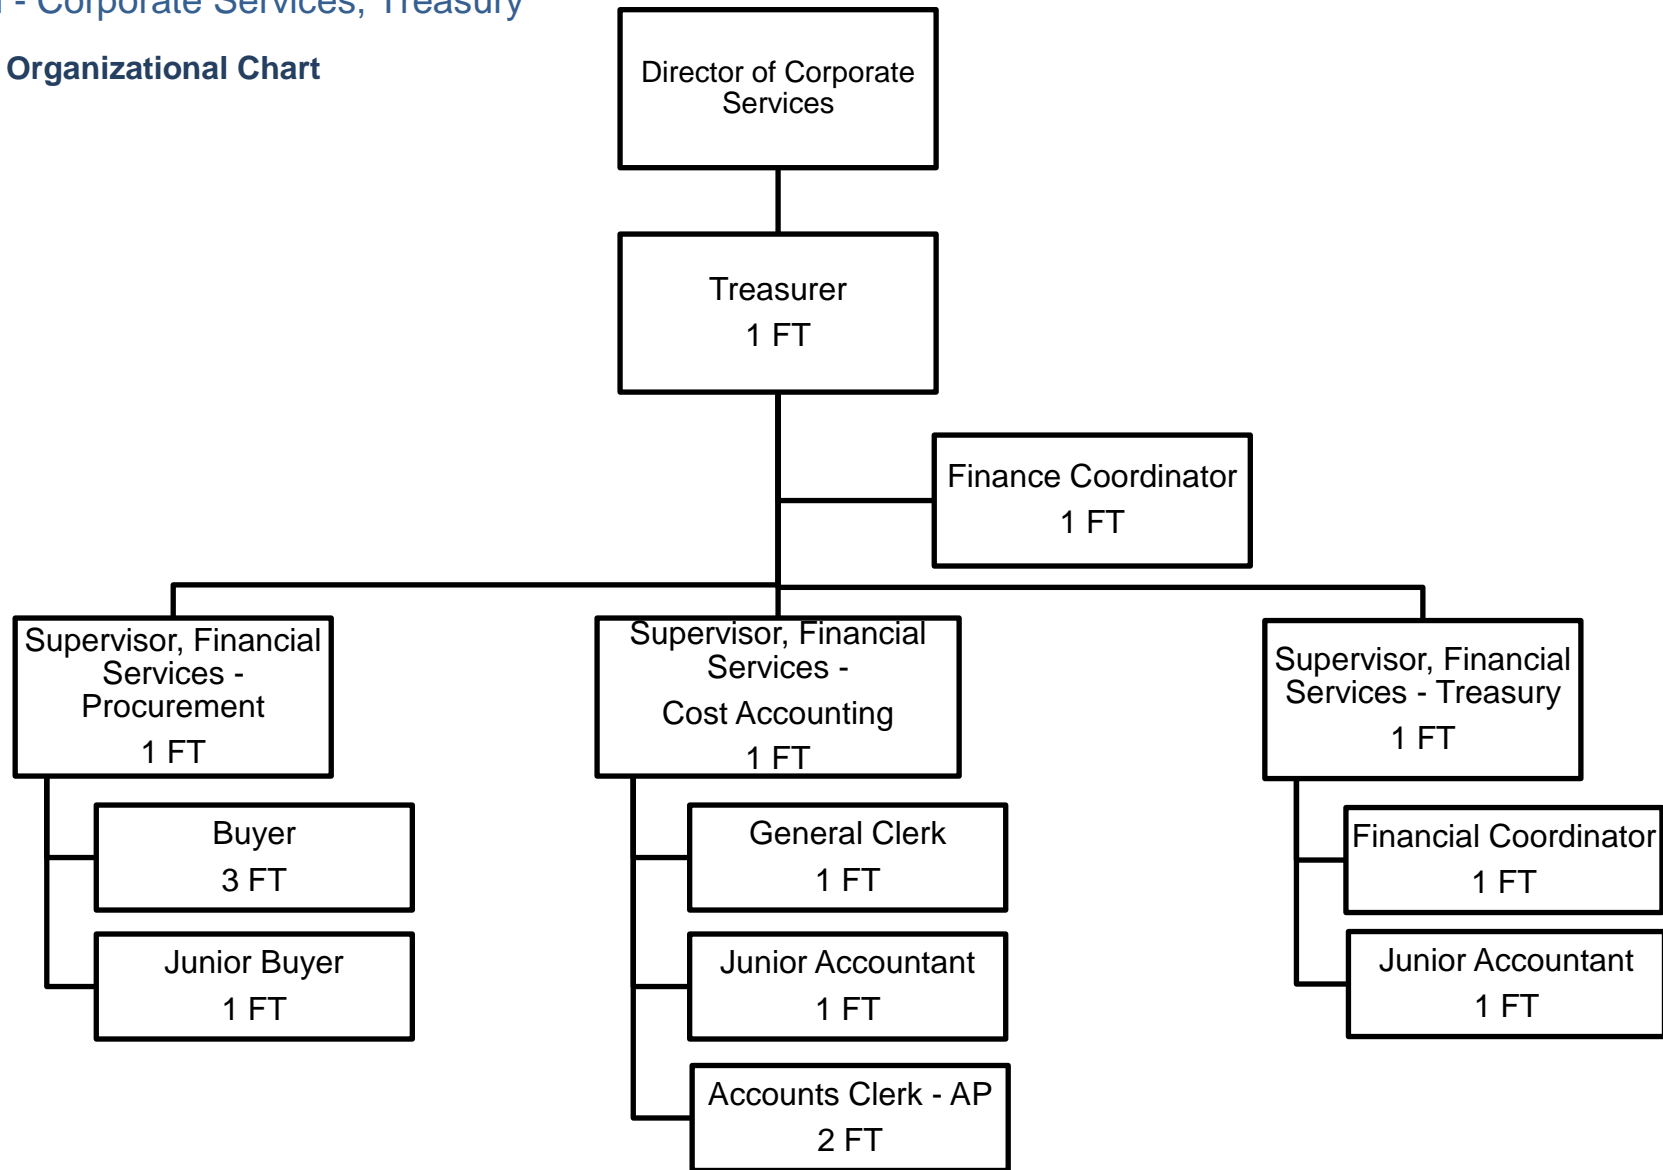 - Corporate Services, Treasury
Organizational Chart
Director of Corporate
Services
Treasurer
1 FT
Finance Coordinator
1 FT
Supervisor, Financial
Services -
Procurement
1 FT
Buyer
3 FT
Junior Buyer
1 FT
Supervisor, Financial
Services -
Cost Accounting
1 FT
General Clerk
1 FT
Junior Accountant
1 FT
Accounts Clerk - AP
2 FT
Supervisor, Financial
Services - Treasury
1 FT
Financial Coordinator
1 FT
Junior Accountant
1 FT